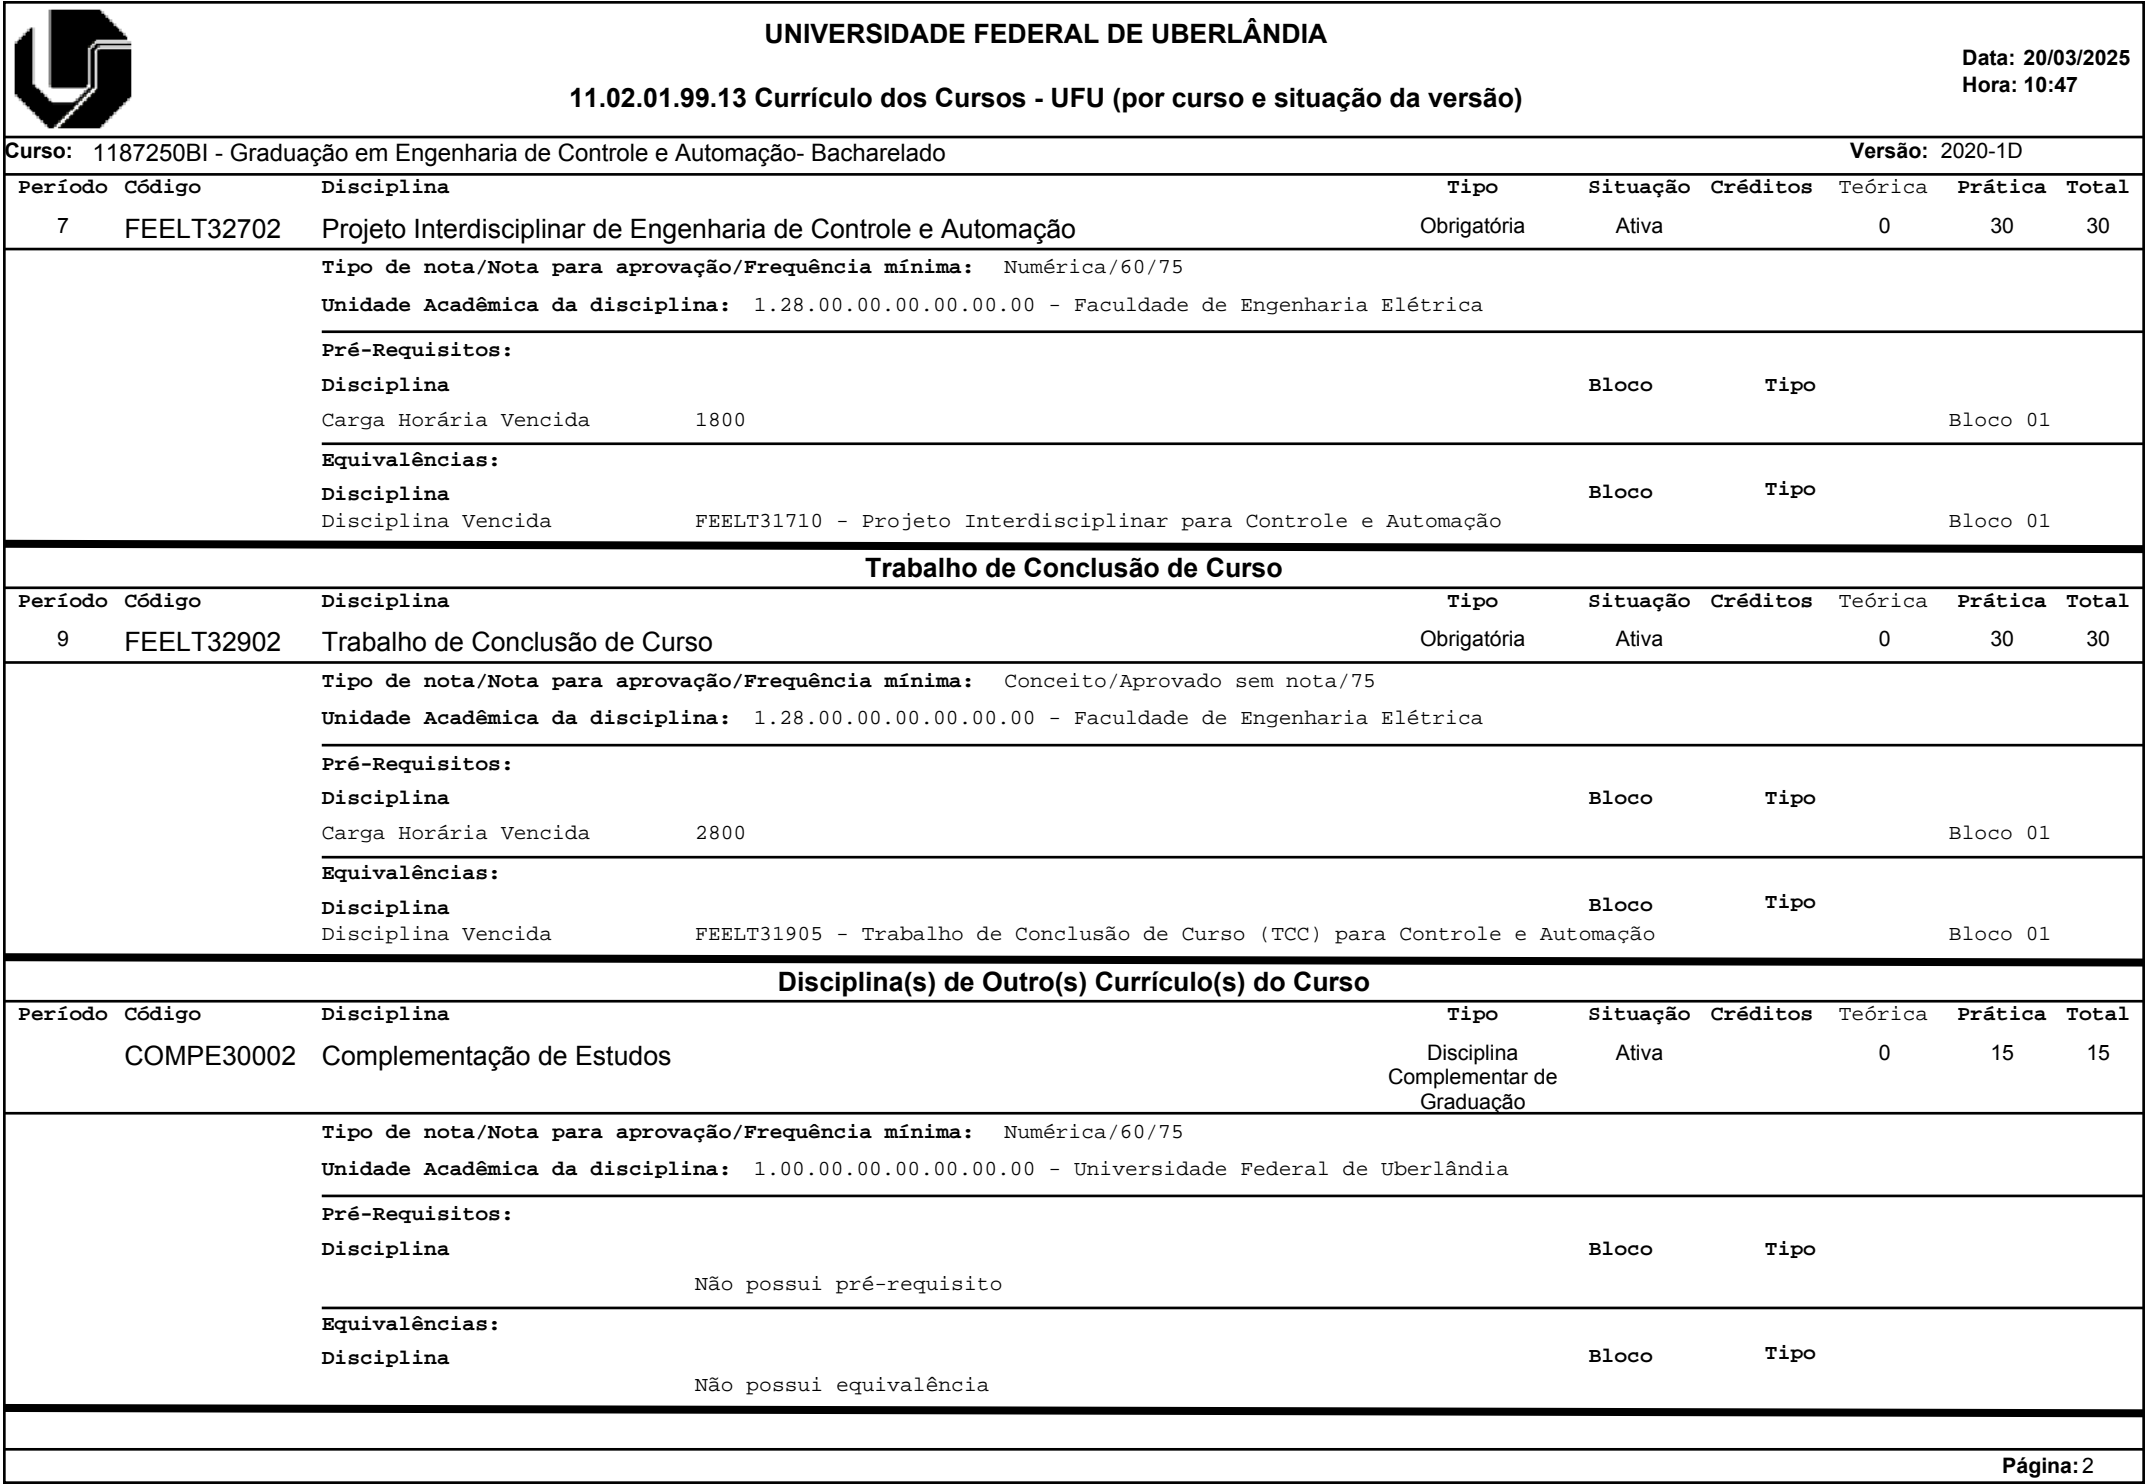 UNIVERSIDADE FEDERAL DE UBERLÂNDIA
Data: 20/03/2025
Hora: 10:47
11.02.01.99.13 Currículo dos Cursos - UFU (por curso e situação da versão)
Curso: 1187250BI - Graduação em Engenharia de Controle e Automação- Bacharelado Versão: 2020-1D
Período Código Disciplina Tipo Situação Créditos Teórica Prática Total
7 FEELT32702 Projeto Interdisciplinar de Engenharia de Controle e Automação Obrigatória Ativa 0 30 30
Tipo de nota/Nota para aprovação/Frequência mínima: Numérica/60/75
Unidade Acadêmica da disciplina: 1.28.00.00.00.00.00.00 - Faculdade de Engenharia Elétrica
Pré-Requisitos:
Disciplina Bloco Tipo
Carga Horária Vencida 1800 Bloco 01
Equivalências:
Disciplina Bloco Tipo
Disciplina Vencida FEELT31710 - Projeto Interdisciplinar para Controle e Automação Bloco 01
Trabalho de Conclusão de Curso
Período Código Disciplina Tipo Situação Créditos Teórica Prática Total
9 FEELT32902 Trabalho de Conclusão de Curso Obrigatória Ativa 0 30 30
Tipo de nota/Nota para aprovação/Frequência mínima: Conceito/Aprovado sem nota/75
Unidade Acadêmica da disciplina: 1.28.00.00.00.00.00.00 - Faculdade de Engenharia Elétrica
Pré-Requisitos:
Disciplina Bloco Tipo
Carga Horária Vencida 2800 Bloco 01
Equivalências:
Disciplina Bloco Tipo
Disciplina Vencida FEELT31905 - Trabalho de Conclusão de Curso (TCC) para Controle e Automação Bloco 01
Disciplina(s) de Outro(s) Currículo(s) do Curso
Período Código Disciplina Tipo Situação Créditos Teórica Prática Total
COMPE30002 Complementação de Estudos Disciplina Ativa 0 15 15
Complementar de
Graduação
Tipo de nota/Nota para aprovação/Frequência mínima: Numérica/60/75
Unidade Acadêmica da disciplina: 1.00.00.00.00.00.00.00 - Universidade Federal de Uberlândia
Pré-Requisitos:
Disciplina Bloco Tipo
Não possui pré-requisito
Equivalências:
Disciplina Bloco Tipo
Não possui equivalência
Página: 2